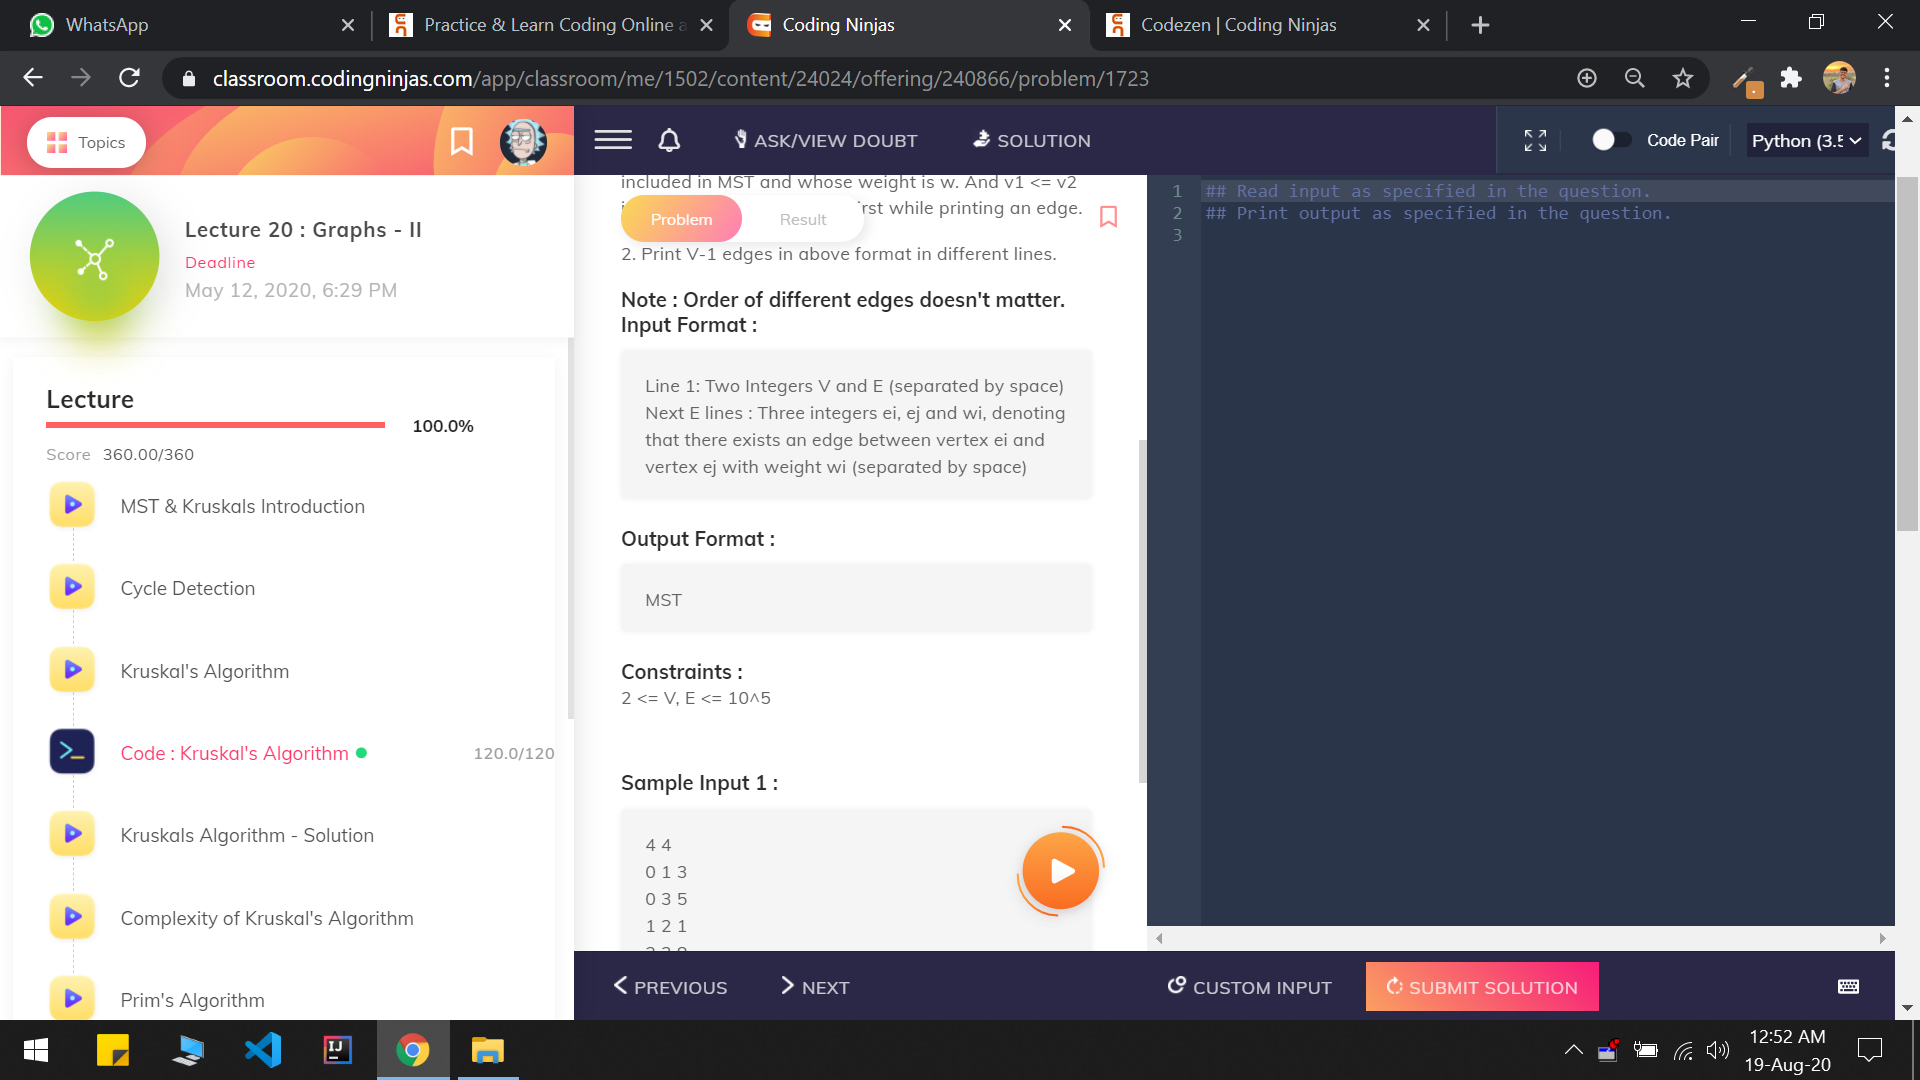 WhatsApp
Practice & Learn Coding Online a
Coding Ninjas
Codezen | Coding Ninjas
classroom.codingninjas.com/app/classroom/me/1502/content/24024/offering/240866/problem/1723
Topics
ASK/VIEW DOUBT
SOLUTION
Code Pair
Python (3.5
Lecture 20 : Graphs - II
Deadline
May 12, 2020, 6:29 PM
Lecture
100.0%
Score 360.00/360
MST & Kruskals Introduction
Cycle Detection
Kruskal's Algorithm
Code : Kruskal's Algorithm
120.0/120
Kruskals Algorithm - Solution
Complexity of Kruskal's Algorithm
Prim's Algorithm
included in MST and whose weight is w. And v1 <= v2
rst while printing an edge.
Problem
Result
2. Print V-1 edges in above format in different lines.
Note : Order of different edges doesn't matter.
Input Format :
Line 1: Two Integers V and E (separated by space)
Next E lines : Three integers ei, ej and wi, denoting
that there exists an edge between vertex ei and
vertex ej with weight wi (separated by space)
Output Format :
MST
Constraints :
2 <= V, E <= 10^5
Sample Input 1 :
4 4
0 1 3
0 3 5
1 2 1
1 ## Read input as specified in the question.
2 ## Print output as specified in the question.
3
PREVIOUS
NEXT
CUSTOM INPUT
SUBMIT SOLUTION
IJ
12:52 AM
19-Aug-20